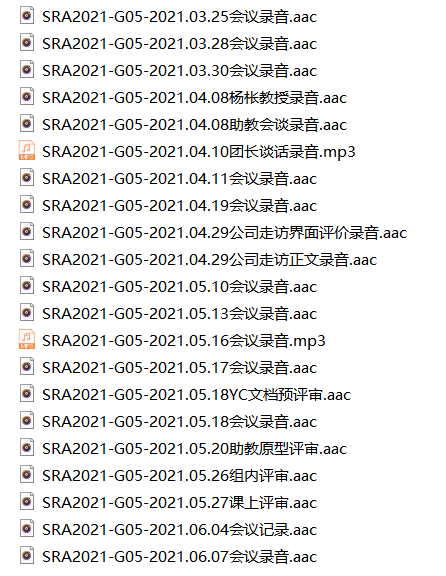 SRA2021-G05-2021.03.25会议录音.aac
SRA2021-G05-2021.03.28会议录音.aac
SRA2021-G05-2021.03.30会议录音.aac
SRA2021-G05-2021.04.08杨枨教授录音.aac
SRA2021-G05-2021.04.08助教会谈录音.aac
SRA2021-G05-2021.04.10团长谈话录音.mp3
SRA2021-G05-2021.04.11会议录音.aac
SRA2021-G05-2021.04.19会议录音.aac
SRA2021-G05-2021.04.29公司走访界面评价录音.aac
SRA2021-G05-2021.04.29公司走访正文录音.aac
SRA2021-G05-2021.05.10会议录音.aac
SRA2021-G05-2021.05.13会议录音.aac
SRA2021-G05-2021.05.16会议录音.mp3
SRA2021-G05-2021.05.17会议录音.aac
SRA2021-G05-2021.05.18YC文档预评审.aac
SRA2021-G05-2021.05.18会议录音.aac
SRA2021-G05-2021.05.20助教原型评审.aac
SRA2021-G05-2021.05.26组内评审.aac
SRA2021-G05-2021.05.27课上评审.aac
SRA2021-G05-2021.06.04会议记录.aac
SRA2021-G05-2021.06.07会议录音.aac